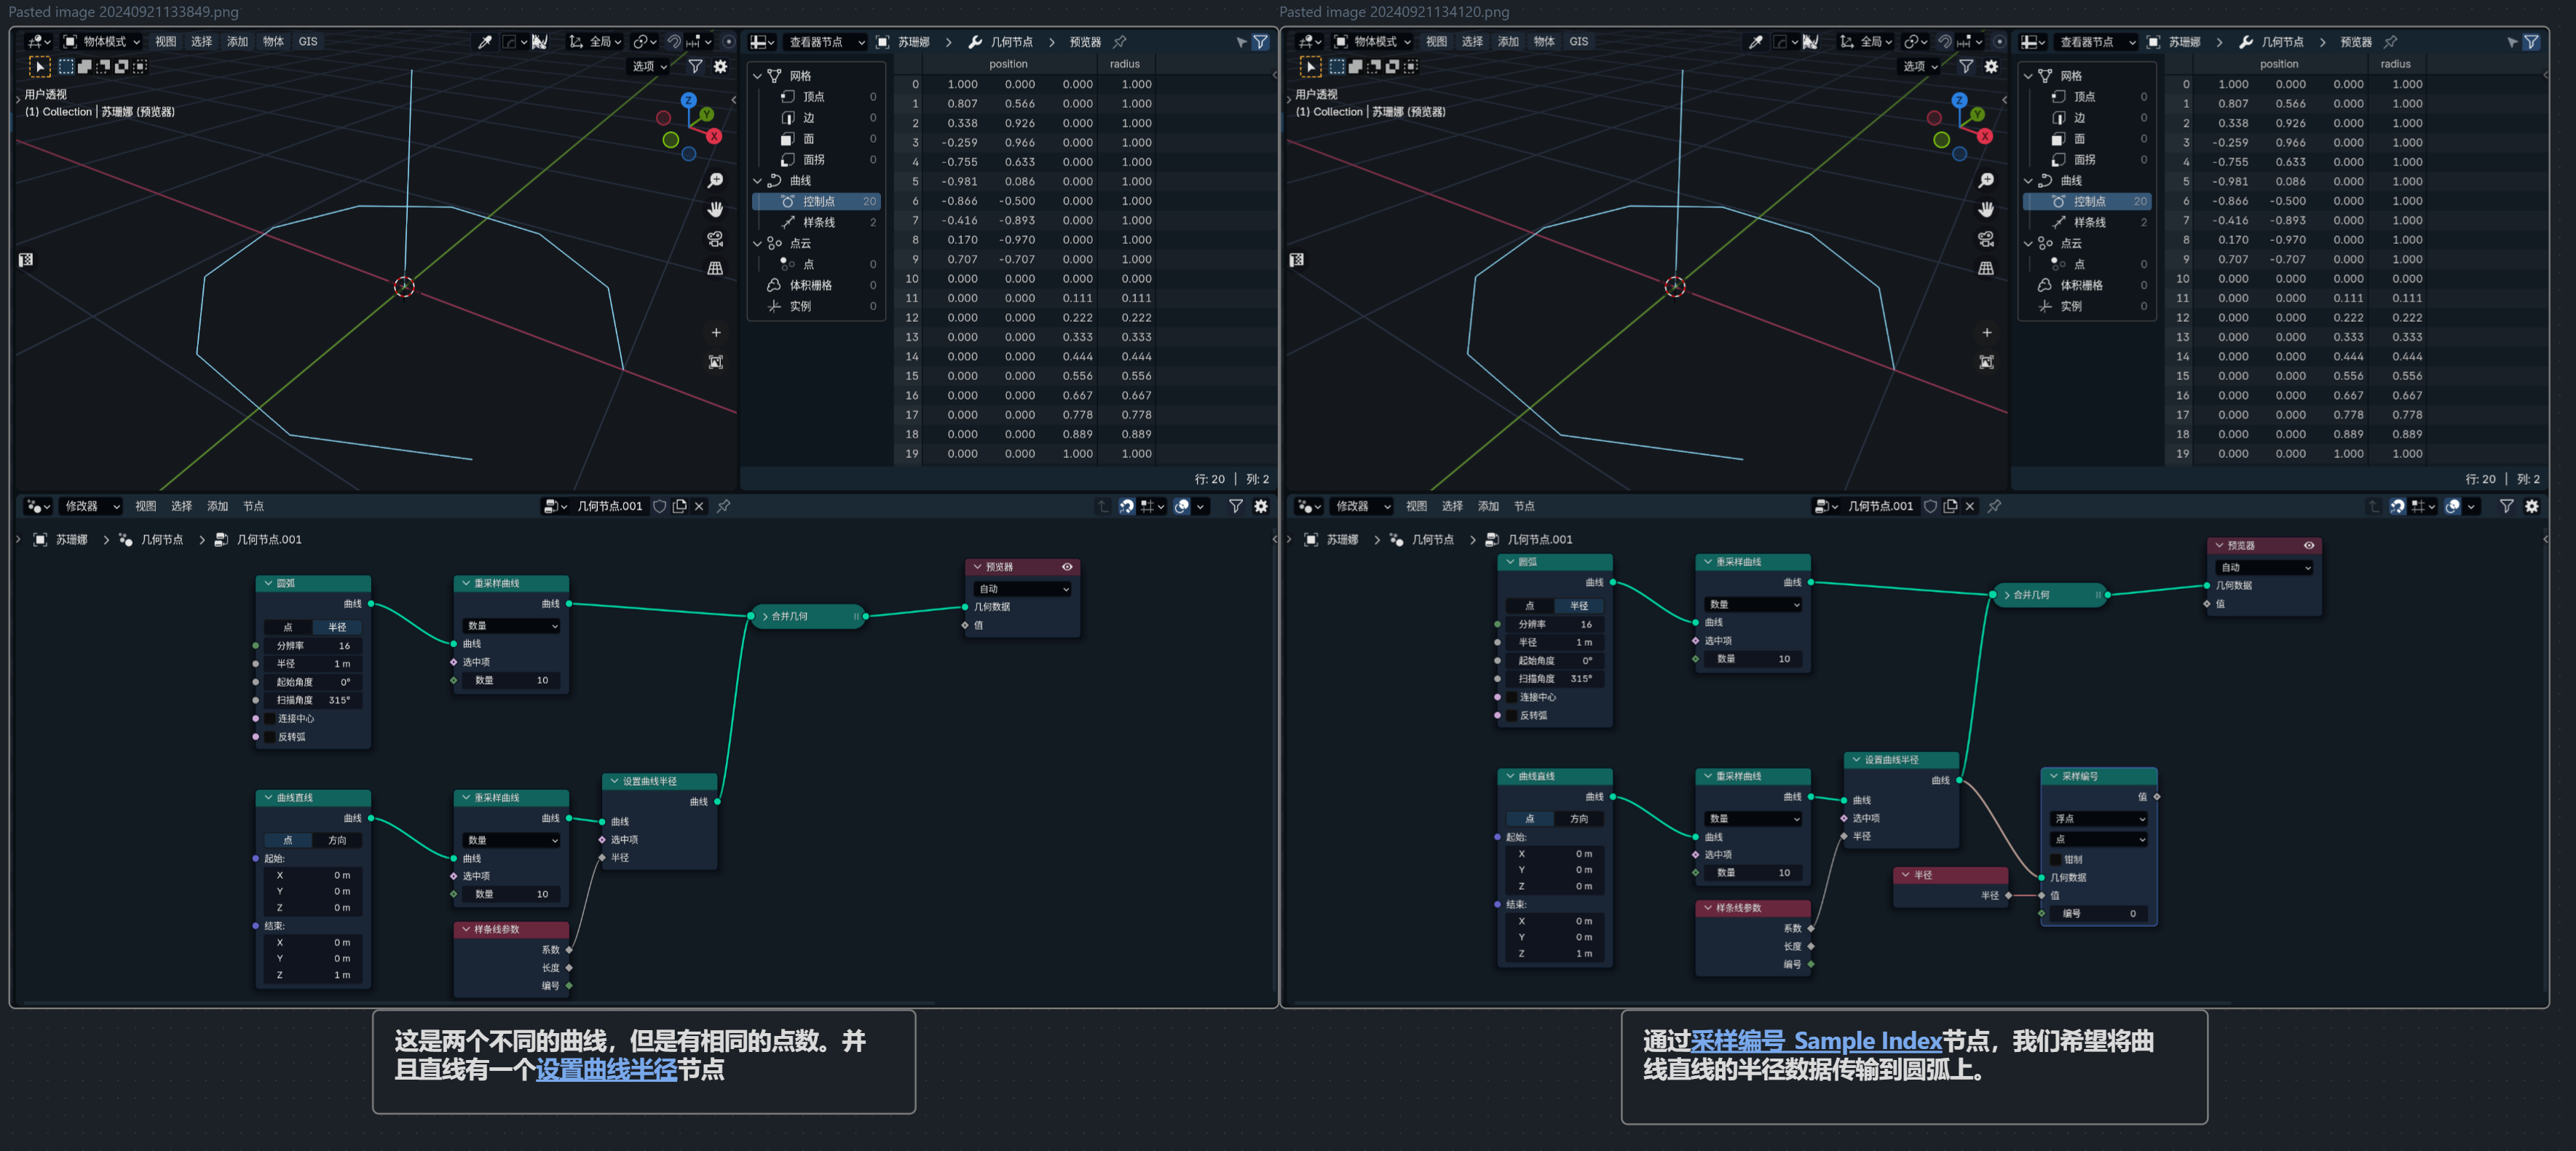 Pasted image 20240921133849.png
物体模式 视图 选择 添加 物体 GIS
全局
选项
用户透视
(1) Collection | 苏珊娜 (预览器)
查看器节点 苏珊娜 几何节点 预览器
网格
顶点 0
边 0
面 0
面拐 0
曲线
控制点 20
样条线 2
点云
点 0
体积栅格 0
实例 0
position radius
0 1.000 0.000 0.000 1.000
1 0.807 0.566 0.000 1.000
2 0.338 0.926 0.000 1.000
3 -0.259 0.966 0.000 1.000
4 -0.755 0.633 0.000 1.000
5 -0.981 0.086 0.000 1.000
6 -0.866 -0.500 0.000 1.000
7 -0.416 -0.893 0.000 1.000
8 0.170 -0.970 0.000 1.000
9 0.707 -0.707 0.000 1.000
10 0.000 0.000 0.000 0.000
11 0.000 0.000 0.111 0.111
12 0.000 0.000 0.222 0.222
13 0.000 0.000 0.333 0.333
14 0.000 0.000 0.444 0.444
15 0.000 0.000 0.556 0.556
16 0.000 0.000 0.667 0.667
17 0.000 0.000 0.778 0.778
18 0.000 0.000 0.889 0.889
19 0.000 0.000 1.000 1.000
行: 20 | 列: 2
修改器 视图 选择 添加 节点 几何节点.001
苏珊娜 几何节点 几何节点.001
圆弧
曲线
点 半径
分辨率 16
半径 1 m
起始角度 0°
扫描角度 315°
连接中心
反转弧
重采样曲线
曲线
数量
曲线
选中项
数量 10
合并几何
预览器
自动
几何数据
值
曲线直线
曲线
点 方向
起始:
X 0 m
Y 0 m
Z 0 m
结束:
X 0 m
Y 0 m
Z 1 m
重采样曲线
曲线
数量
曲线
选中项
数量 10
样条线参数
系数
长度
编号
设置曲线半径
曲线
曲线
选中项
半径
这是两个不同的曲线，但是有相同的点数。并
且直线有一个设置曲线半径节点
Pasted image 20240921134120.png
物体模式 视图 选择 添加 物体 GIS
全局
选项
用户透视
(1) Collection | 苏珊娜 (预览器)
查看器节点 苏珊娜 几何节点 预览器
网格
顶点 0
边 0
面 0
面拐 0
曲线
控制点 20
样条线 2
点云
点 0
体积栅格 0
实例 0
position radius
0 1.000 0.000 0.000 1.000
1 0.807 0.566 0.000 1.000
2 0.338 0.926 0.000 1.000
3 -0.259 0.966 0.000 1.000
4 -0.755 0.633 0.000 1.000
5 -0.981 0.086 0.000 1.000
6 -0.866 -0.500 0.000 1.000
7 -0.416 -0.893 0.000 1.000
8 0.170 -0.970 0.000 1.000
9 0.707 -0.707 0.000 1.000
10 0.000 0.000 0.000 0.000
11 0.000 0.000 0.111 0.111
12 0.000 0.000 0.222 0.222
13 0.000 0.000 0.333 0.333
14 0.000 0.000 0.444 0.444
15 0.000 0.000 0.556 0.556
16 0.000 0.000 0.667 0.667
17 0.000 0.000 0.778 0.778
18 0.000 0.000 0.889 0.889
19 0.000 0.000 1.000 1.000
行: 20 | 列: 2
修改器 视图 选择 添加 节点 几何节点.001
苏珊娜 几何节点 几何节点.001
圆弧
曲线
点 半径
分辨率 16
半径 1 m
起始角度 0°
扫描角度 315°
连接中心
反转弧
重采样曲线
曲线
数量
曲线
选中项
数量 10
合并几何
预览器
自动
几何数据
值
曲线直线
曲线
点 方向
起始:
X 0 m
Y 0 m
Z 0 m
结束:
X 0 m
Y 0 m
Z 1 m
重采样曲线
曲线
数量
曲线
选中项
数量 10
样条线参数
系数
长度
编号
设置曲线半径
曲线
曲线
选中项
半径
半径
半径
采样编号
值
浮点
点
钳制
几何数据
值
编号 0
通过采样编号 Sample Index节点，我们希望将曲
线直线的半径数据传输到圆弧上。